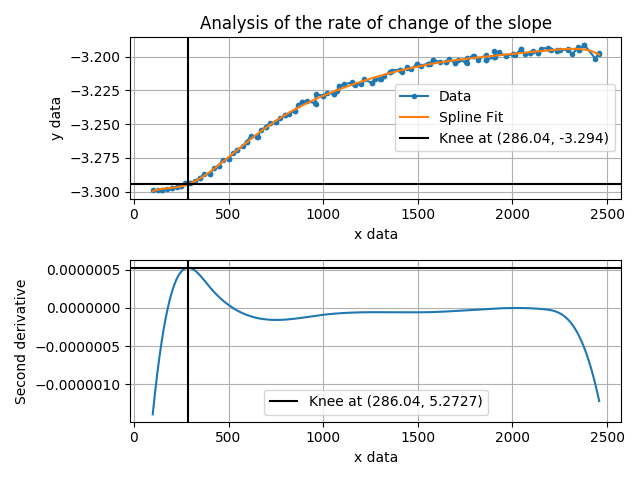 Analysis of the rate of change of the slope
−3.200
−3.225
−3.250
−3.275
−3.300
y data
Data
Spline Fit
Knee at (286.04, -3.294)
0 500 1000 1500 2000 2500
x data
0.0000005
0.0000000
−0.0000005
−0.0000010
Second derivative
Knee at (286.04, 5.2727)
0 500 1000 1500 2000 2500
x data